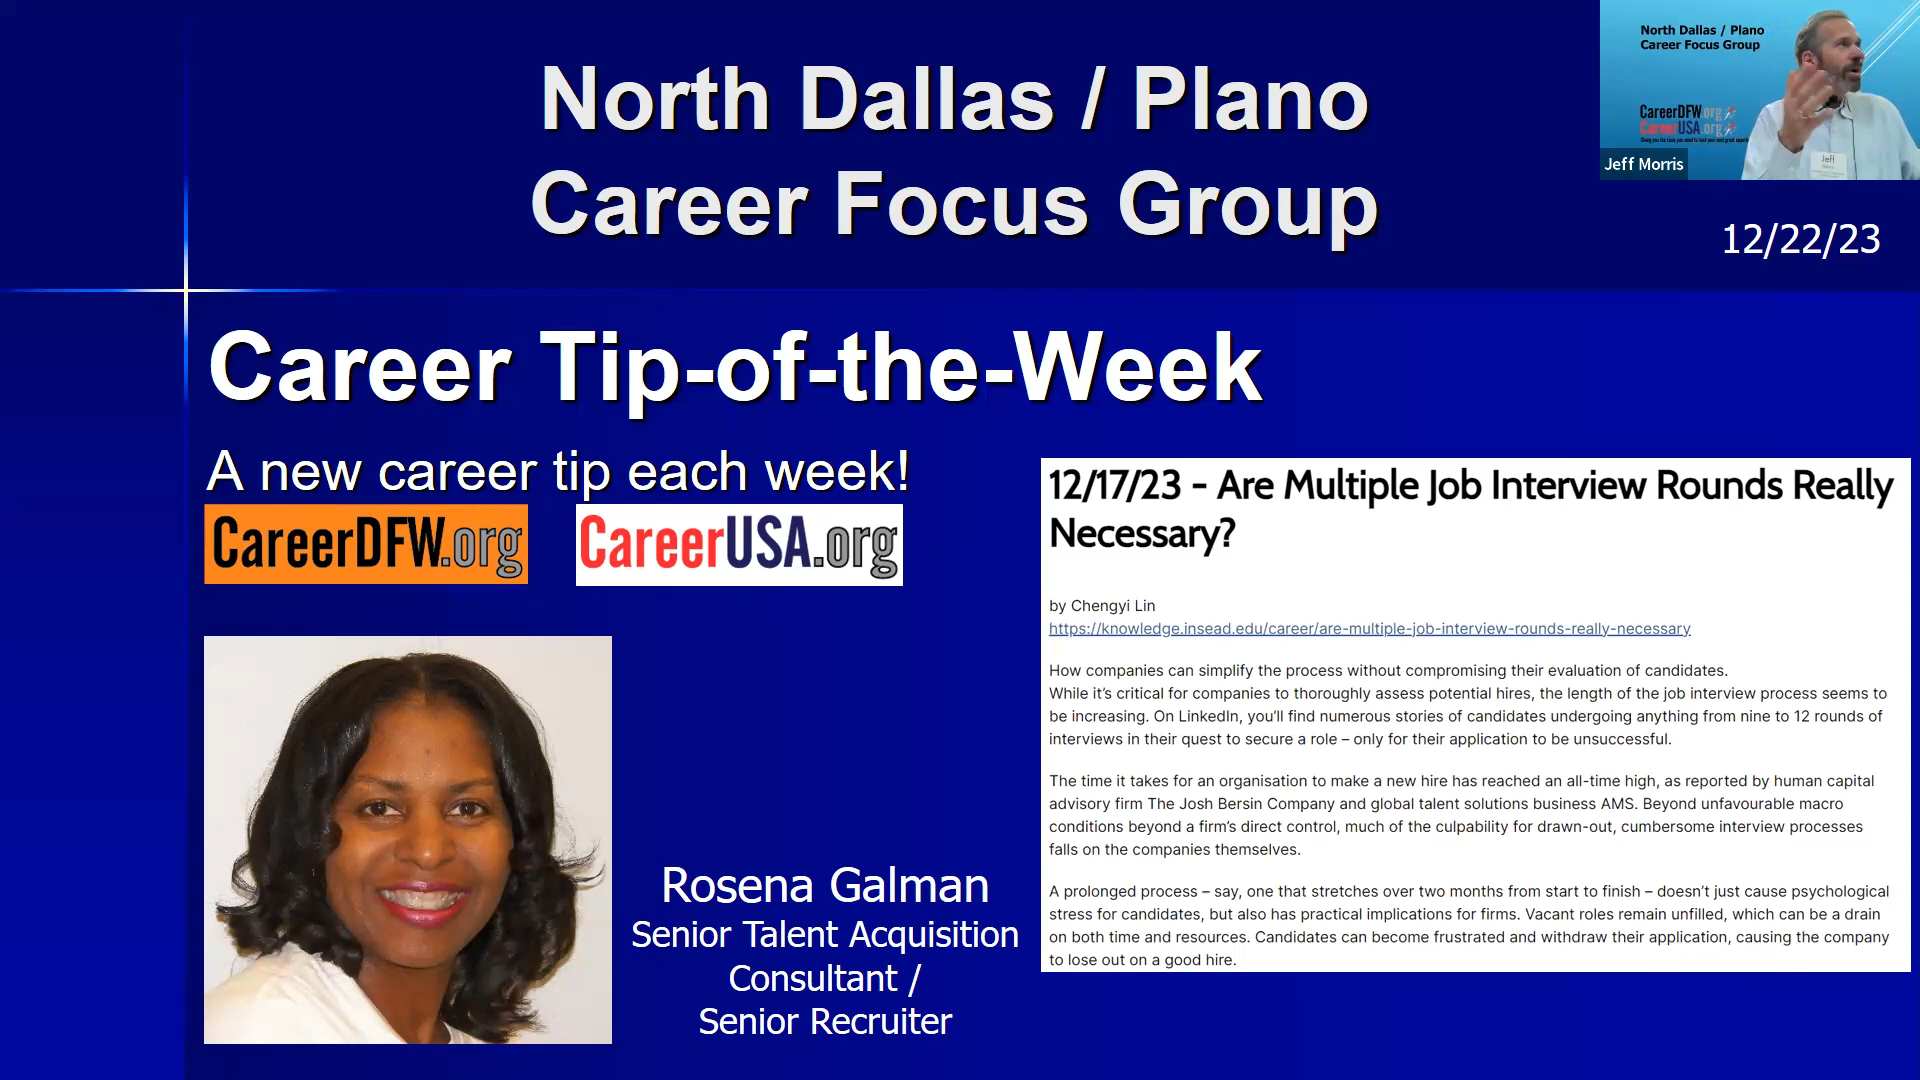 North Dallas / Plano
Career Focus Group
North Dallas / Plano
Career Focus Group
CareerDFW.org
CareerUSA.org
Jeff
Jeff Morris
12/22/23
Career Tip-of-the-Week
A new career tip each week!
CareerDFW.org
CareerUSA.org
Rosena Galman
Senior Talent Acquisition
Consultant /
Senior Recruiter
12/17/23 - Are Multiple Job Interview Rounds Really
Necessary?
by Chengyi Lin
https://knowledge.insead.edu/career/are-multiple-job-interview-rounds-really-necessary
How companies can simplify the process without compromising their evaluation of candidates.
While it’s critical for companies to thoroughly assess potential hires, the length of the job interview process seems to
be increasing. On LinkedIn, you’ll find numerous stories of candidates undergoing anything from nine to 12 rounds of
interviews in their quest to secure a role – only for their application to be unsuccessful.
The time it takes for an organisation to make a new hire has reached an all-time high, as reported by human capital
advisory firm The Josh Bersin Company and global talent solutions business AMS. Beyond unfavourable macro
conditions beyond a firm’s direct control, much of the culpability for drawn-out, cumbersome interview processes
falls on the companies themselves.
A prolonged process – say, one that stretches over two months from start to finish – doesn’t just cause psychological
stress for candidates, but also has practical implications for firms. Vacant roles remain unfilled, which can be a drain
on both time and resources. Candidates can become frustrated and withdraw their application, causing the company
to lose out on a good hire.